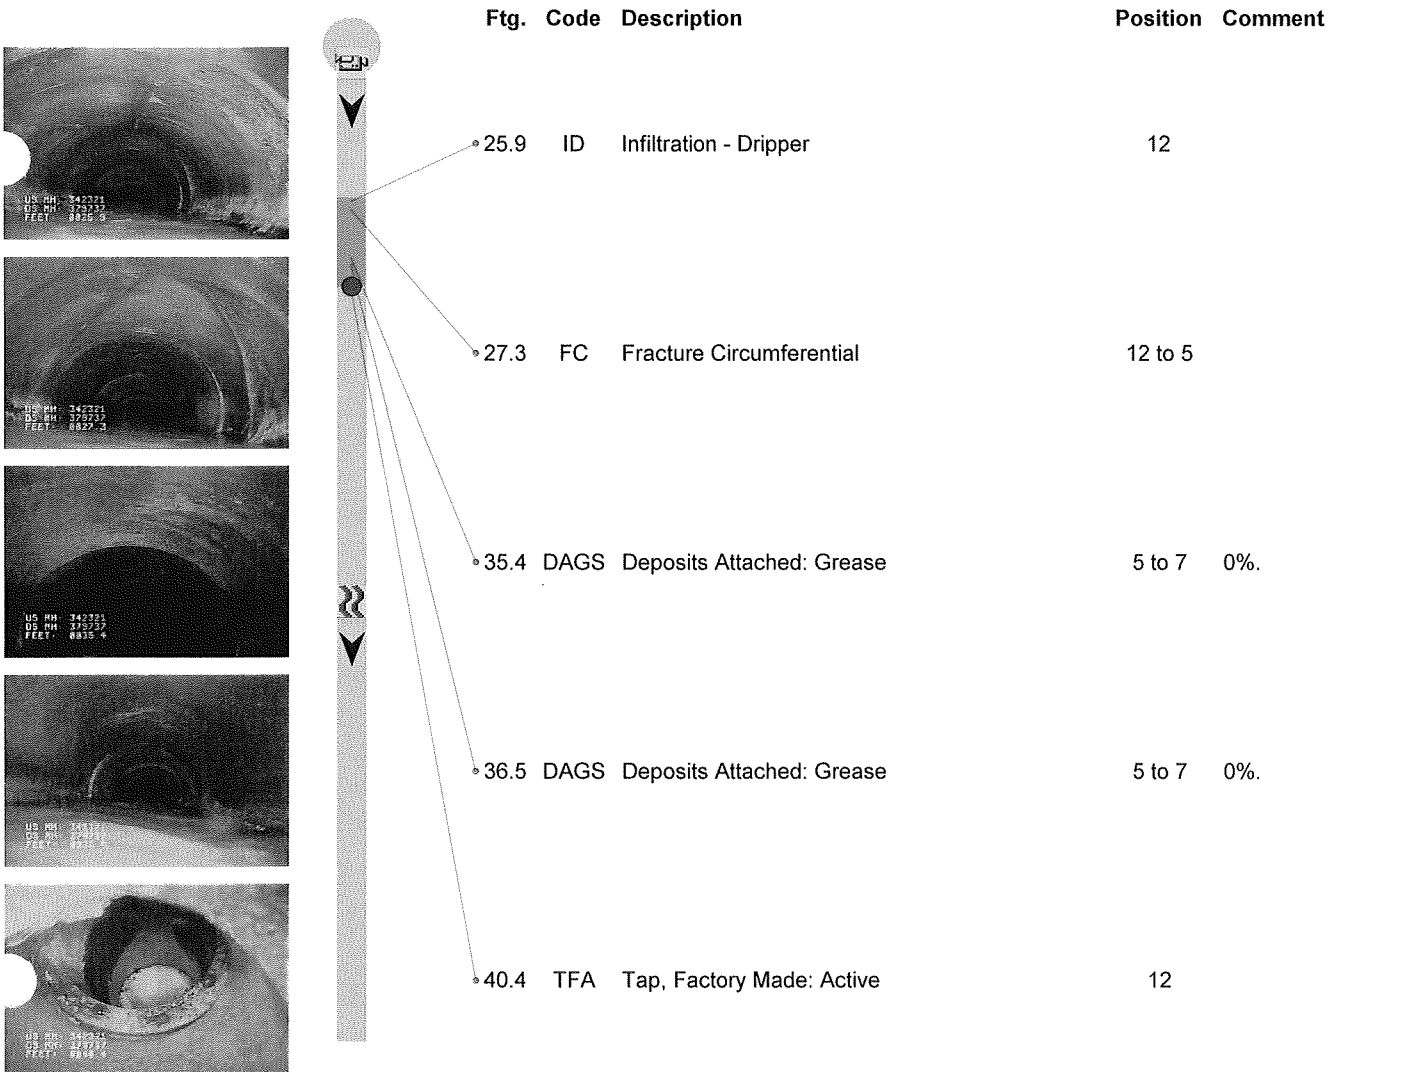 Ftg. Code Description Position Comment
25.9 ID Infiltration - Dripper 12
US MH: 342321
DS MH: 379737
FEET: 0025.9
27.3 FC Fracture Circumferential 12 to 5
US MH: 342321
DS MH: 379737
FEET: 0027.3
35.4 DAGS Deposits Attached: Grease 5 to 7 0%.
US MH: 342321
DS MH: 379737
FEET: 0035.4
36.5 DAGS Deposits Attached: Grease 5 to 7 0%.
US MH:
DS MH:
FEET:
40.4 TFA Tap, Factory Made: Active 12
US MH: 342321
DS MH: 379737
FEET: 0040.4